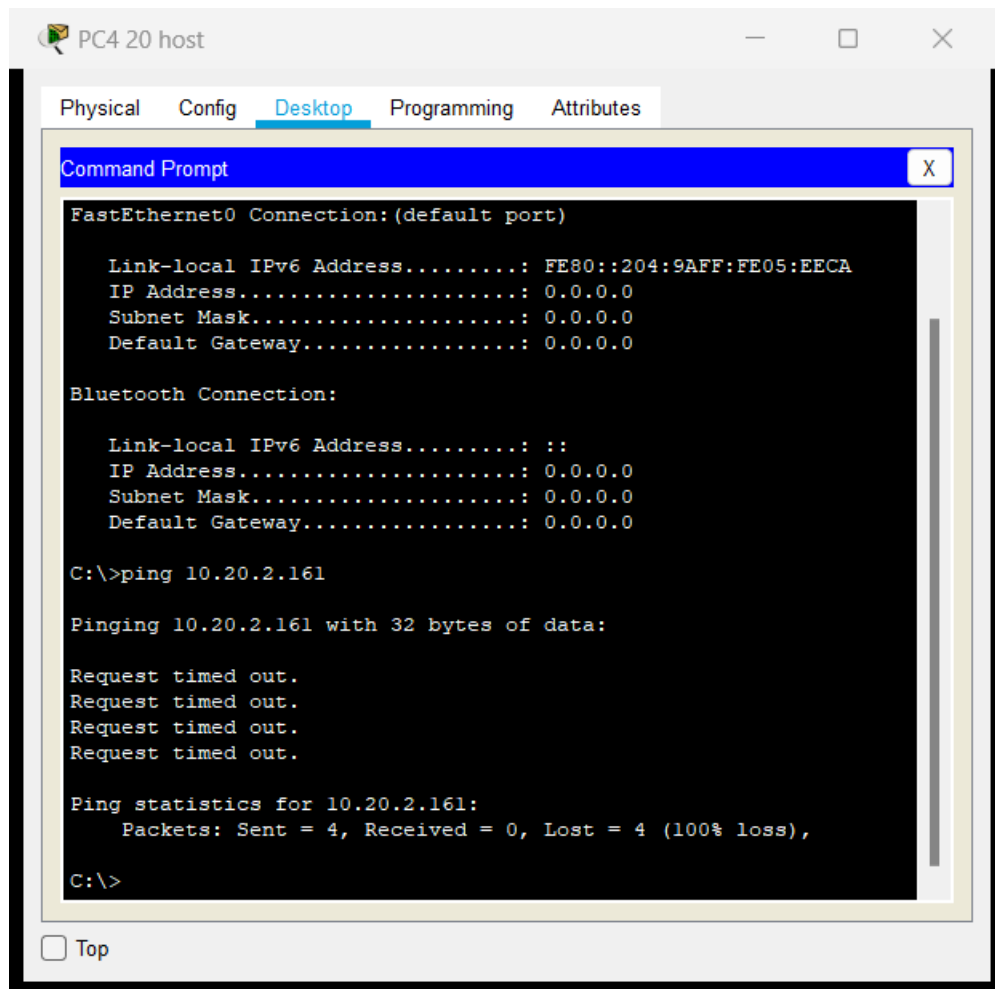 PC4 20 host
Physical Config Desktop Programming Attributes
Command Prompt
X
FastEthernet0 Connection:(default port)
Link-local IPv6 Address.........: FE80::204:9AFF:FE05:EECA
IP Address......................: 0.0.0.0
Subnet Mask.....................: 0.0.0.0
Default Gateway.................: 0.0.0.0
Bluetooth Connection:
Link-local IPv6 Address.........: ::
IP Address......................: 0.0.0.0
Subnet Mask.....................: 0.0.0.0
Default Gateway.................: 0.0.0.0
C:\>ping 10.20.2.161
Pinging 10.20.2.161 with 32 bytes of data:
Request timed out.
Request timed out.
Request timed out.
Request timed out.
Ping statistics for 10.20.2.161:
Packets: Sent = 4, Received = 0, Lost = 4 (100% loss),
C:\>
Top